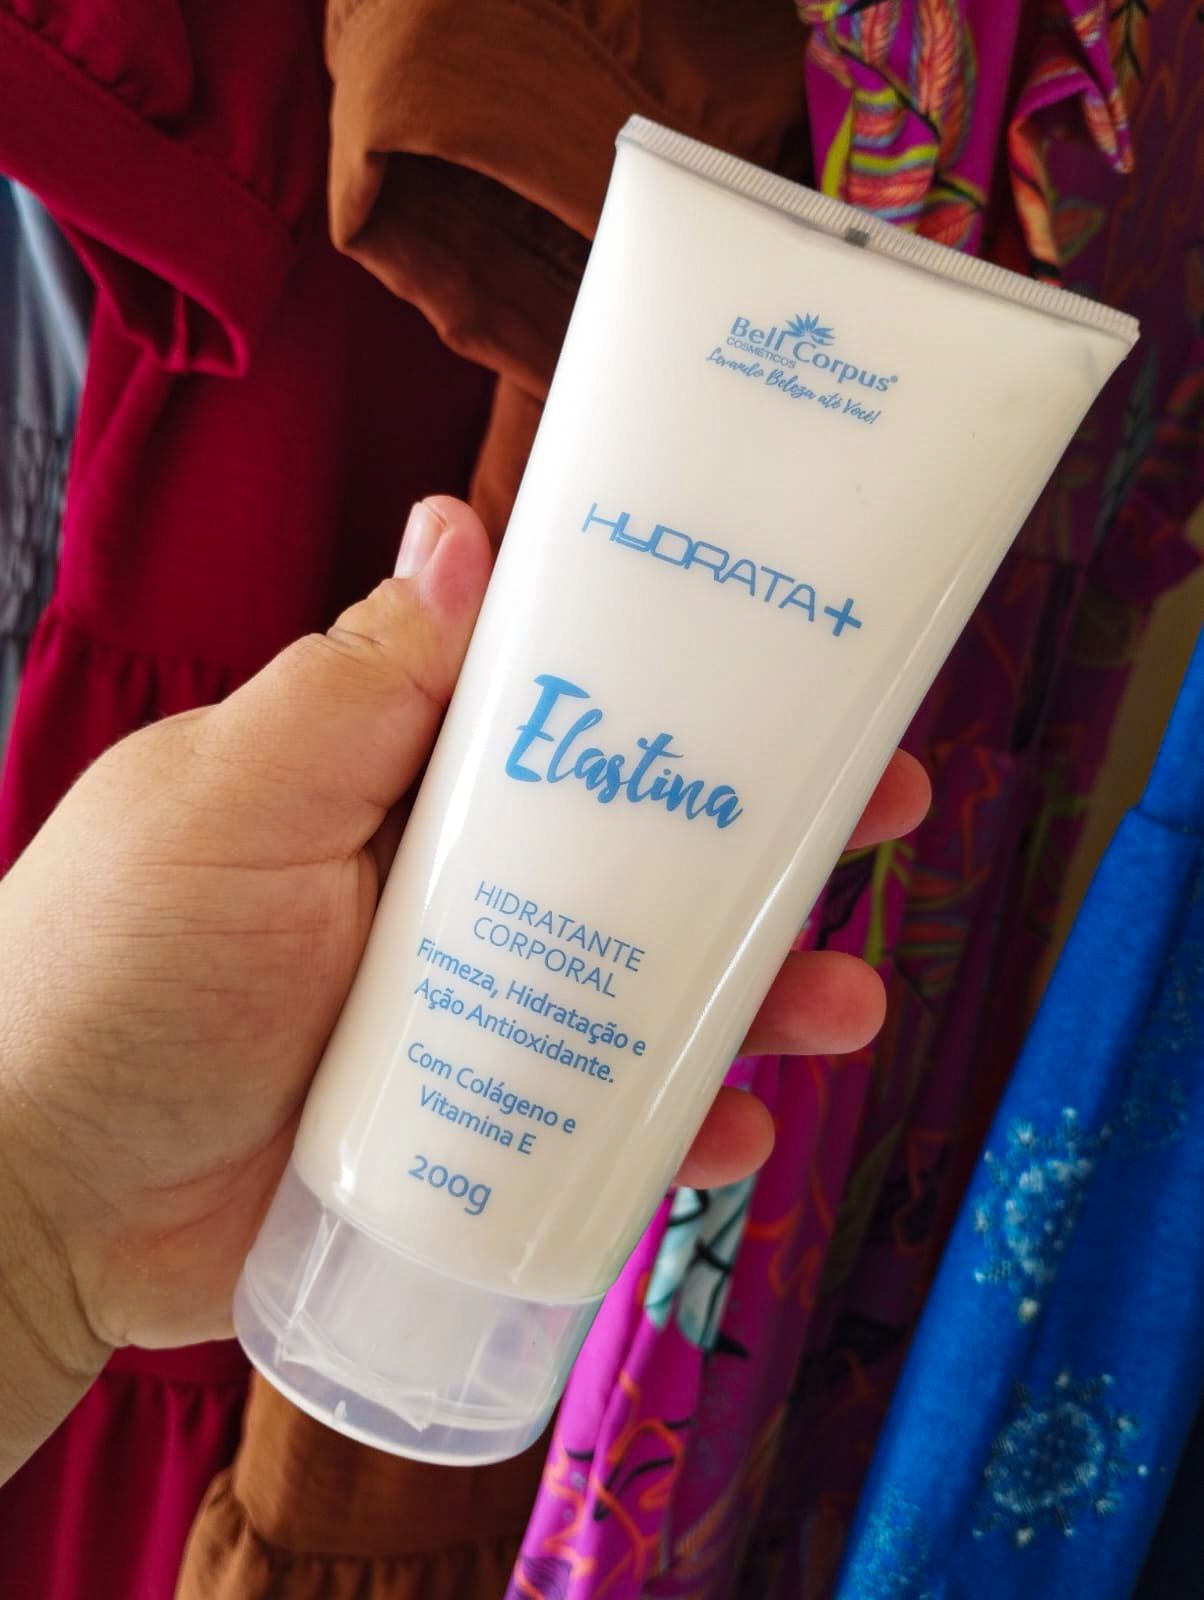 Bell Corpus®
COSMÉTICOS
Levando Beleza até Você!
HYDRATA+
Elastina
HIDRATANTE
CORPORAL
Firmeza, Hidratação e
Ação Antioxidante.
Com Colágeno e
Vitamina E
200g